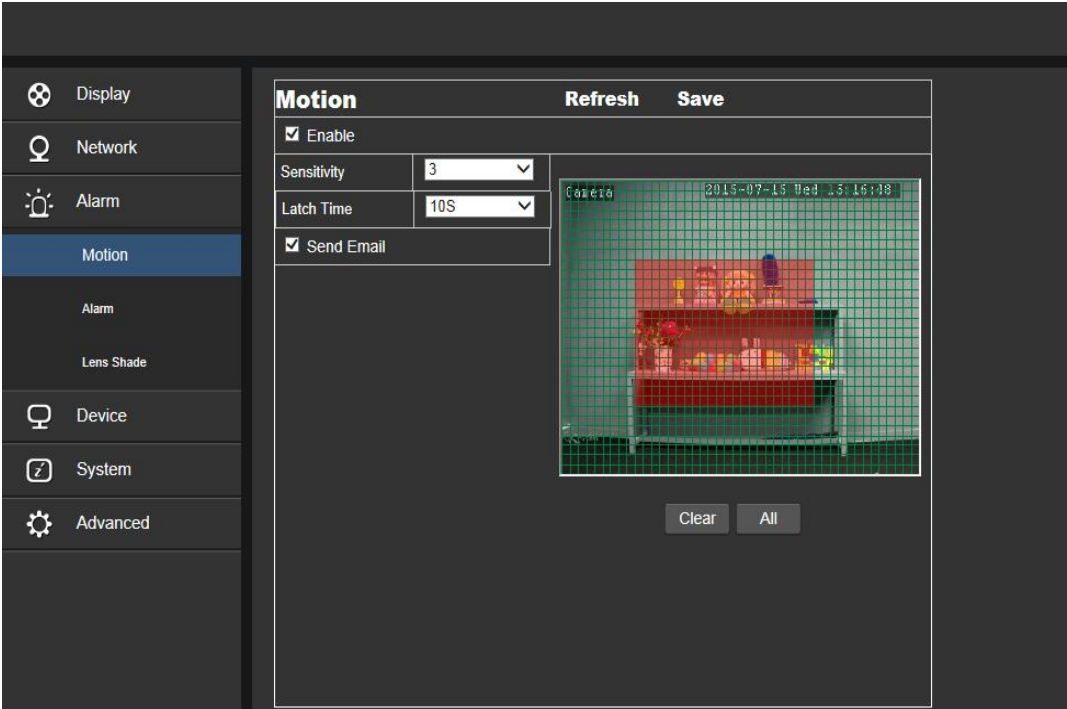 Display
Network
Alarm
Motion
Alarm
Lens Shade
Device
System
Advanced
Motion Refresh Save
Enable
Sensitivity 3
Latch Time 10S
Send Email
Camera 2015-07-15 Wed 15:16:48
Clear All